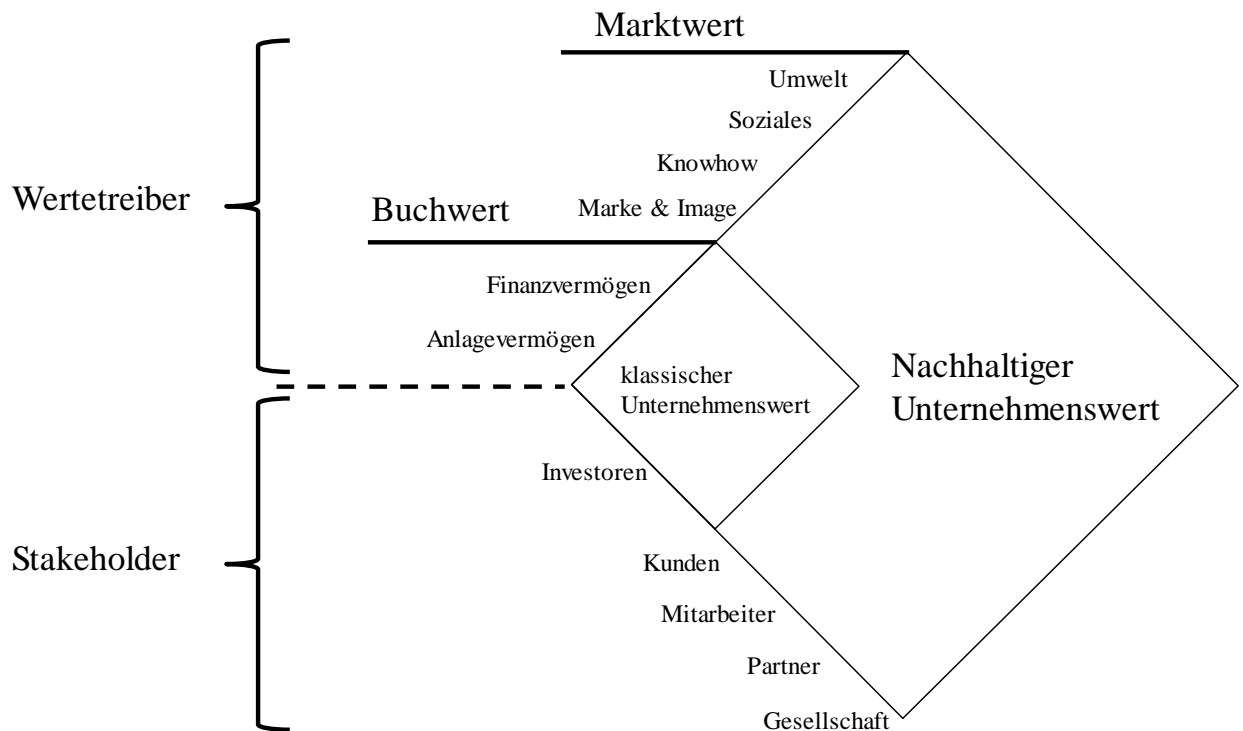 Marktwert
Umwelt
Soziales
Knowhow
Wertetreiber
Buchwert
Marke & Image
Finanzvermögen
Anlagevermögen
klassischer
Unternehmenswert
Nachhaltiger
Unternehmenswert
Investoren
Stakeholder
Kunden
Mitarbeiter
Partner
Gesellschaft